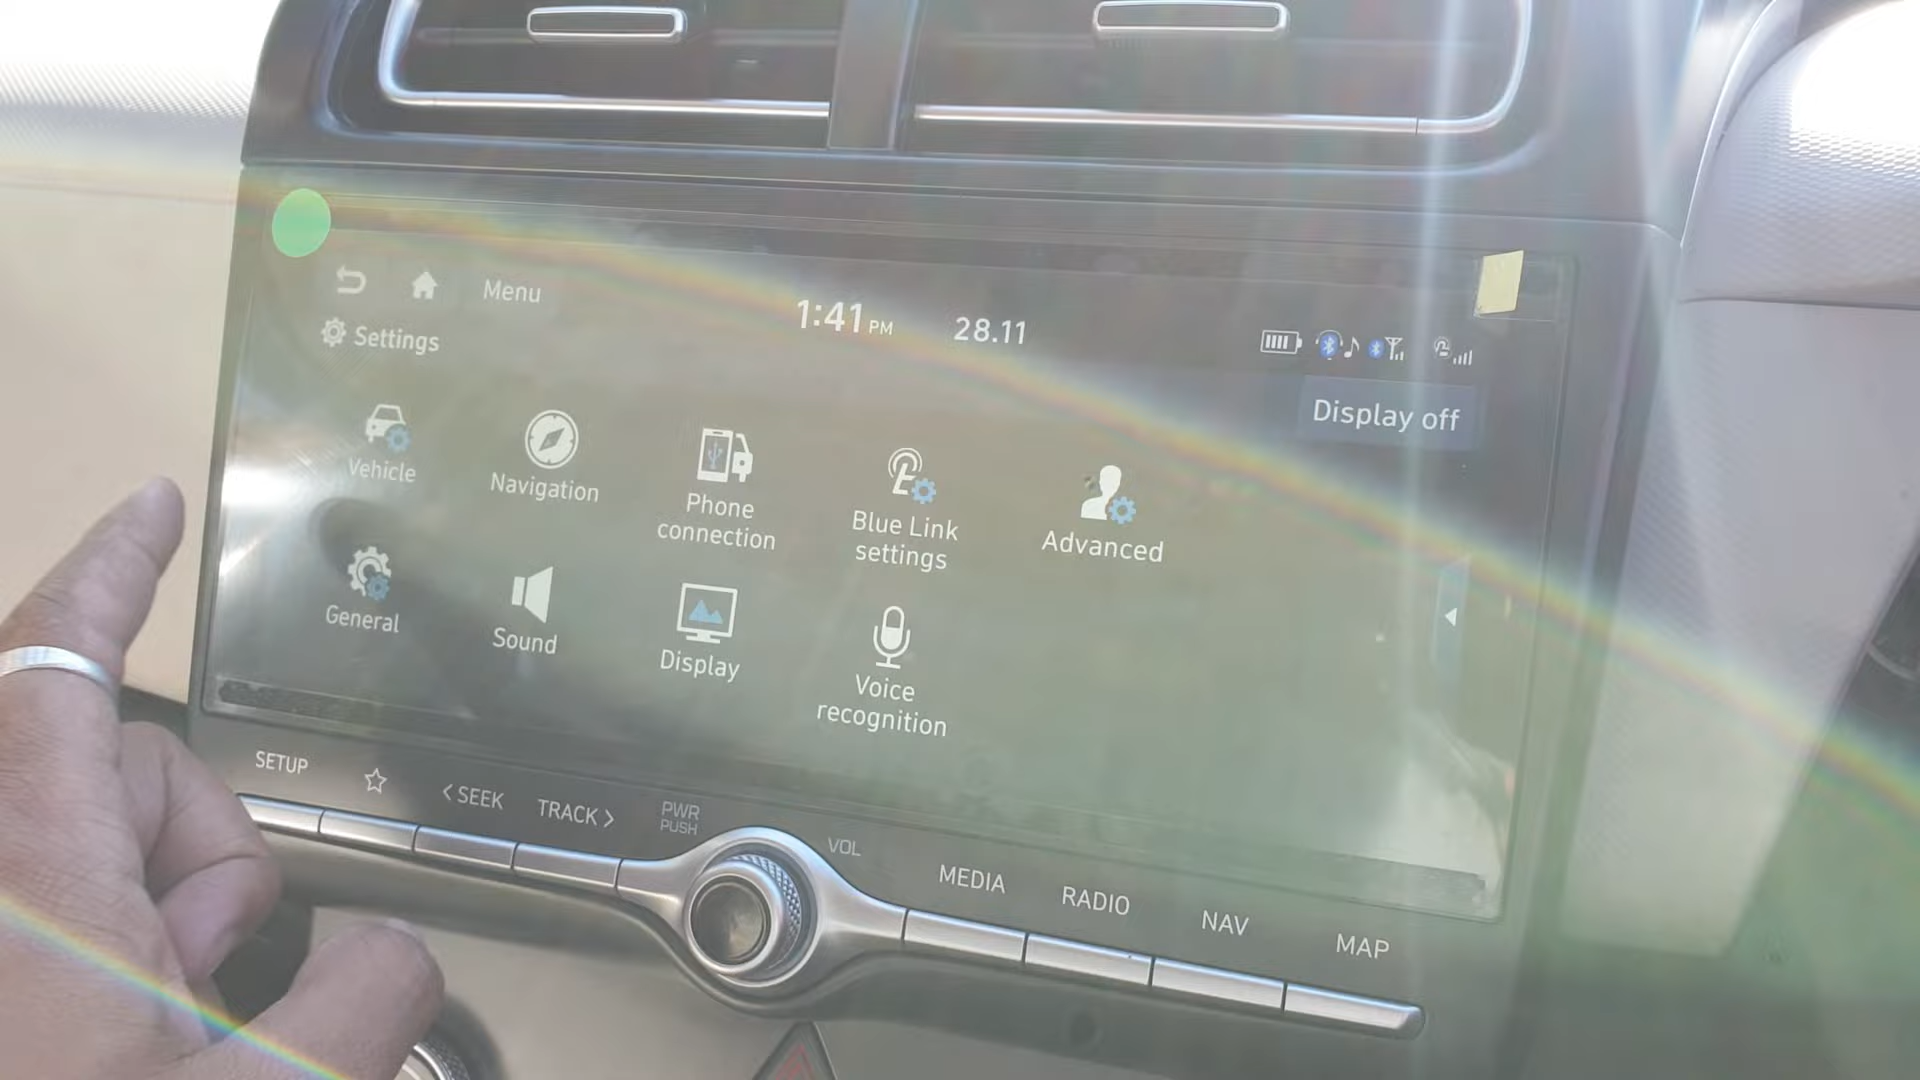 Menu
1:41 PM
28.11
Settings
Display off
Vehicle
Navigation
Phone
connection
Blue Link
settings
Advanced
General
Sound
Display
Voice
recognition
SETUP
< SEEK
TRACK >
PWR
PUSH
VOL
MEDIA
RADIO
NAV
MAP